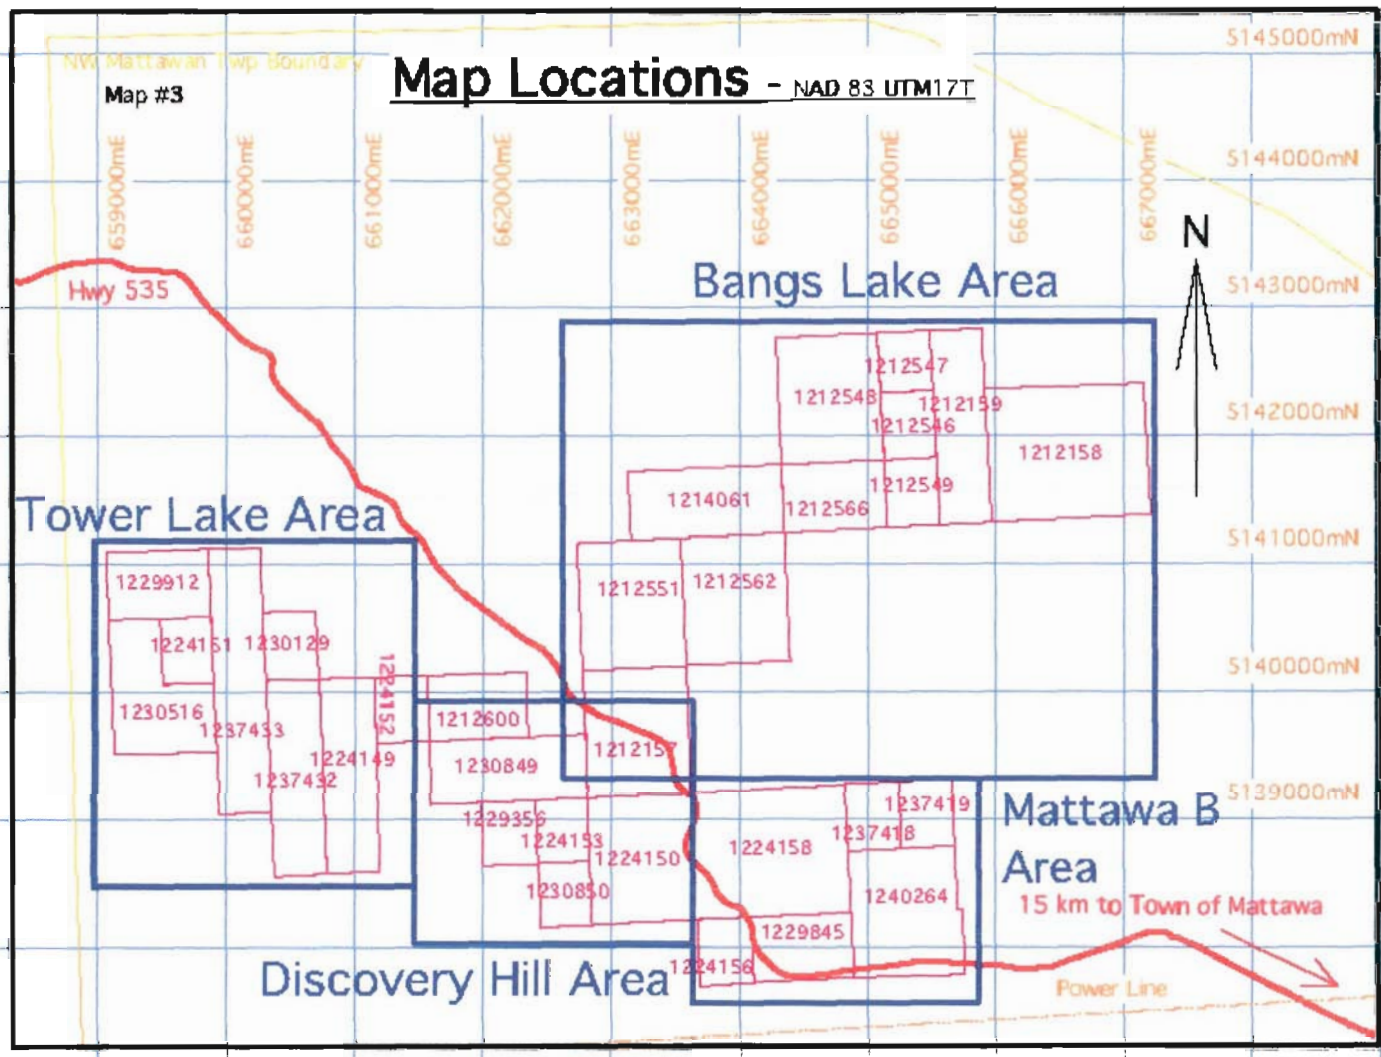 5145000mN
NW Mattawan Twp Boundary
Map Locations - NAD 83 UTM17T
Map #3
659000mE
660000mE
661000mE
662000mE
663000mE
664000mE
665000mE
666000mE
667000mE
5144000mN
N
Bangs Lake Area
5143000mN
Hwy 535
1212547
1212548
1212159
1212546
5142000mN
1212158
1212549
1214061
1212566
Tower Lake Area
5141000mN
1229912
1212551
1212562
1224151
1230129
5140000mN
1224152
1230516
1237433
1212600
1212157
1224149
1237432
1230849
5139000mN
Mattawa B
Area
1237419
1237418
1229356
1224153
1224150
1224158
1230850
1240264
15 km to Town of Mattawa
1229845
1224156
Discovery Hill Area
Power Line